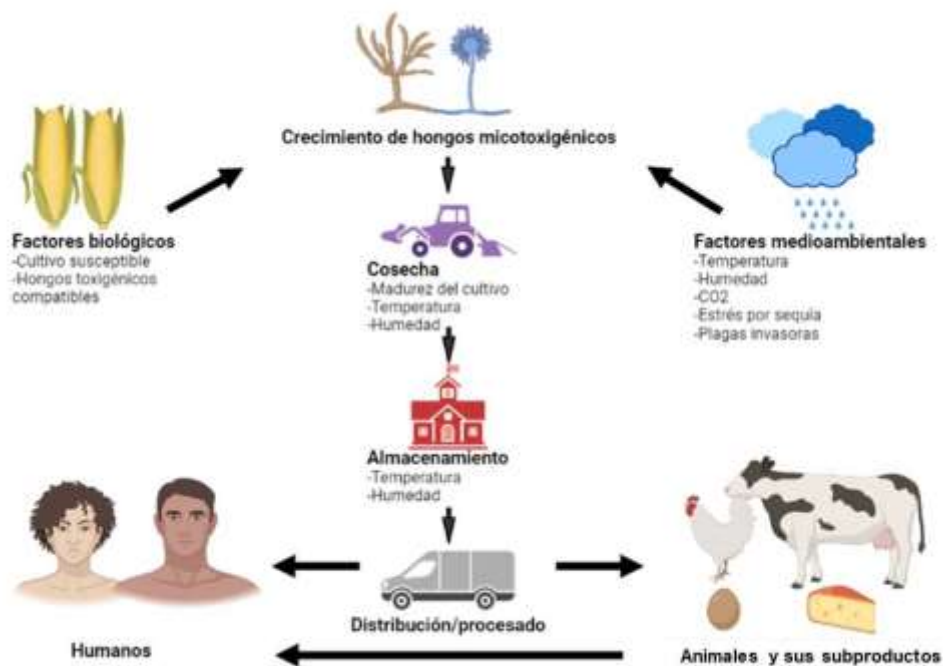 Crecimiento de hongos micotoxigénicos
Factores biológicos
-Cultivo susceptible
-Hongos toxigénicos
compatibles
Factores medioambientales
-Temperatura
-Humedad
-CO2
-Estrés por sequía
-Plagas invasoras
Cosecha
-Madurez del cultivo
-Temperatura
-Humedad
Almacenamiento
-Temperatura
-Humedad
Distribución/procesado
Humanos
Animales y sus subproductos